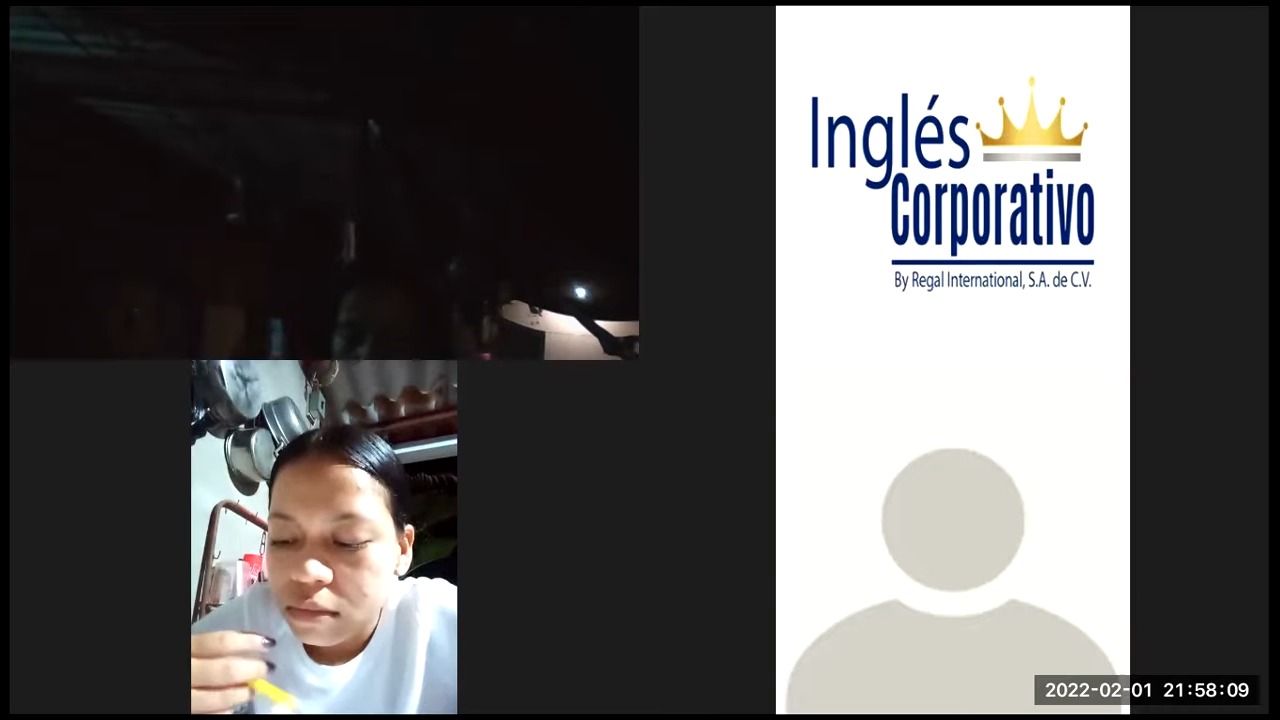 Inglés
Corporativo
By Regal International, S.A. de C.V.
2022-02-01 21:58:09